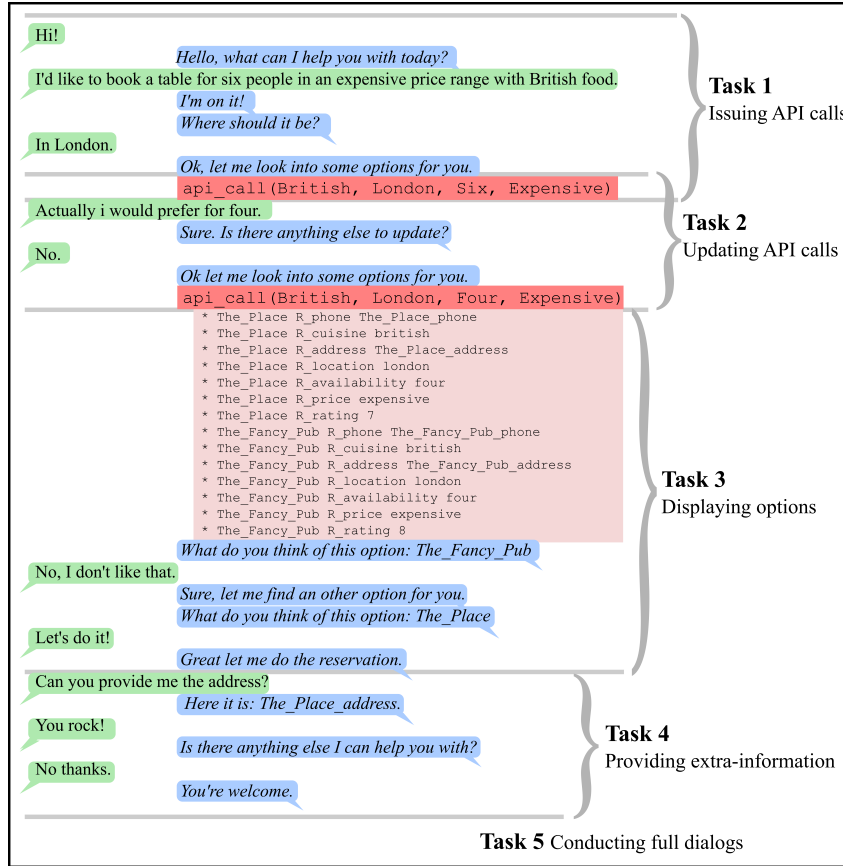 Hi!
Hello, what can I help you with today?
I'd like to book a table for six people in an expensive price range with British food.
I'm on it!
Where should it be?
In London.
Ok, let me look into some options for you.
api_call(British, London, Six, Expensive)
Task 1
Issuing API calls
Actually i would prefer for four.
Sure. Is there anything else to update?
No.
Ok let me look into some options for you.
api_call(British, London, Four, Expensive)
Task 2
Updating API calls
* The_Place R_phone The_Place_phone
* The_Place R_cuisine british
* The_Place R_address The_Place_address
* The_Place R_location london
* The_Place R_availability four
* The_Place R_price expensive
* The_Place R_rating 7
* The_Fancy_Pub R_phone The_Fancy_Pub_phone
* The_Fancy_Pub R_cuisine british
* The_Fancy_Pub R_address The_Fancy_Pub_address
* The_Fancy_Pub R_location london
* The_Fancy_Pub R_availability four
* The_Fancy_Pub R_price expensive
* The_Fancy_Pub R_rating 8
What do you think of this option: The_Fancy_Pub
No, I don't like that.
Sure, let me find an other option for you.
What do you think of this option: The_Place
Let's do it!
Great let me do the reservation.
Task 3
Displaying options
Can you provide me the address?
Here it is: The_Place_address.
You rock!
Is there anything else I can help you with?
No thanks.
You're welcome.
Task 4
Providing extra-information
Task 5 Conducting full dialogs